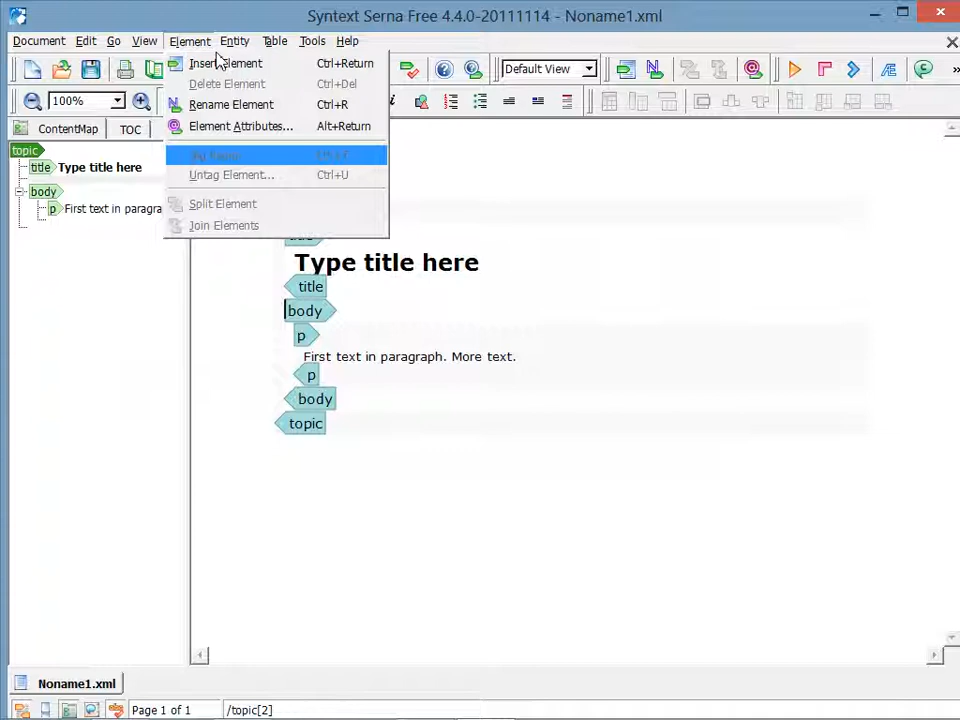 Syntext Serna Free 4.4.0-20111114 - Noname1.xml
Document Edit Go View Element Entity Table Tools Help
Insert Element Ctrl+Return
Delete Element Ctrl+Del
Rename Element Ctrl+R
Element Attributes... Alt+Return
Untag Element... Ctrl+U
Split Element
Join Elements
Default View
100%
ContentMap TOC
topic
title Type title here
body
p First text in paragra
Type title here
title
body
p
First text in paragraph. More text.
p
body
topic
Noname1.xml
Page 1 of 1 /topic[2]